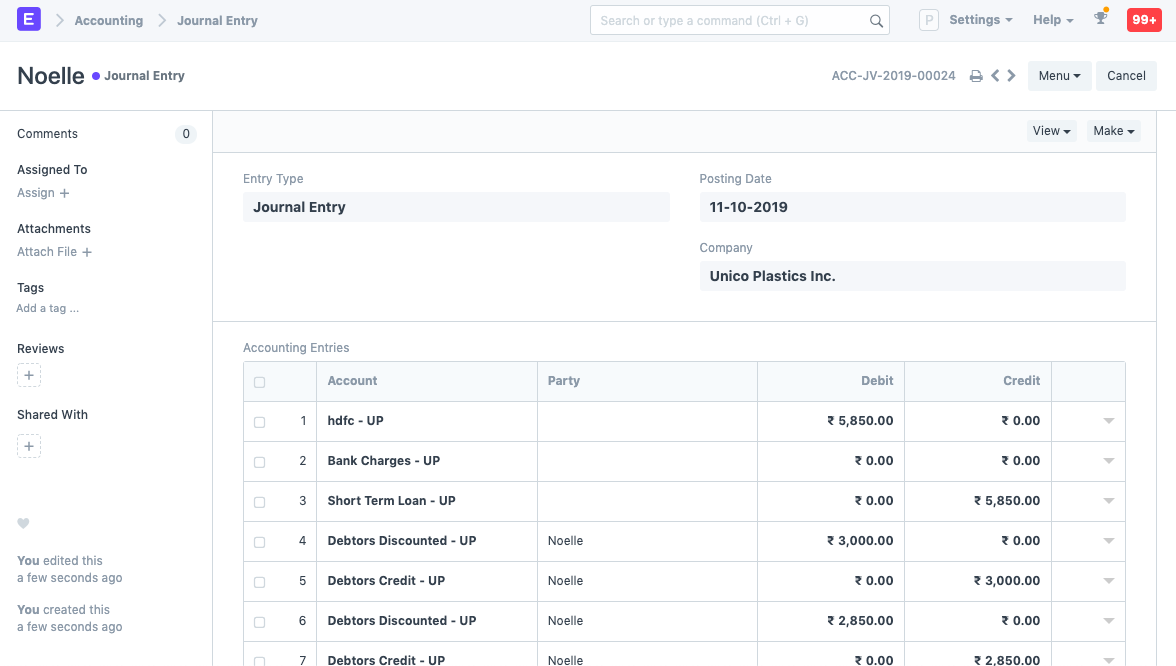 E Accounting Journal Entry Search or type a command (Ctrl + G) P Settings Help 99+
Noelle Journal Entry ACC-JV-2019-00024 Menu Cancel
Comments 0
Assigned To
Assign +
Attachments
Attach File +
Tags
Add a tag ...
Reviews
+
Shared With
+
You edited this
a few seconds ago
You created this
a few seconds ago
View Make
Entry Type
Journal Entry
Posting Date
11-10-2019
Company
Unico Plastics Inc.
Accounting Entries
Account Party Debit Credit
1 hdfc - UP ₹ 5,850.00 ₹ 0.00
2 Bank Charges - UP ₹ 0.00 ₹ 0.00
3 Short Term Loan - UP ₹ 0.00 ₹ 5,850.00
4 Debtors Discounted - UP Noelle ₹ 3,000.00 ₹ 0.00
5 Debtors Credit - UP Noelle ₹ 0.00 ₹ 3,000.00
6 Debtors Discounted - UP Noelle ₹ 2,850.00 ₹ 0.00
7 Debtors Credit - UP Noelle ₹ 0.00 ₹ 2,850.00